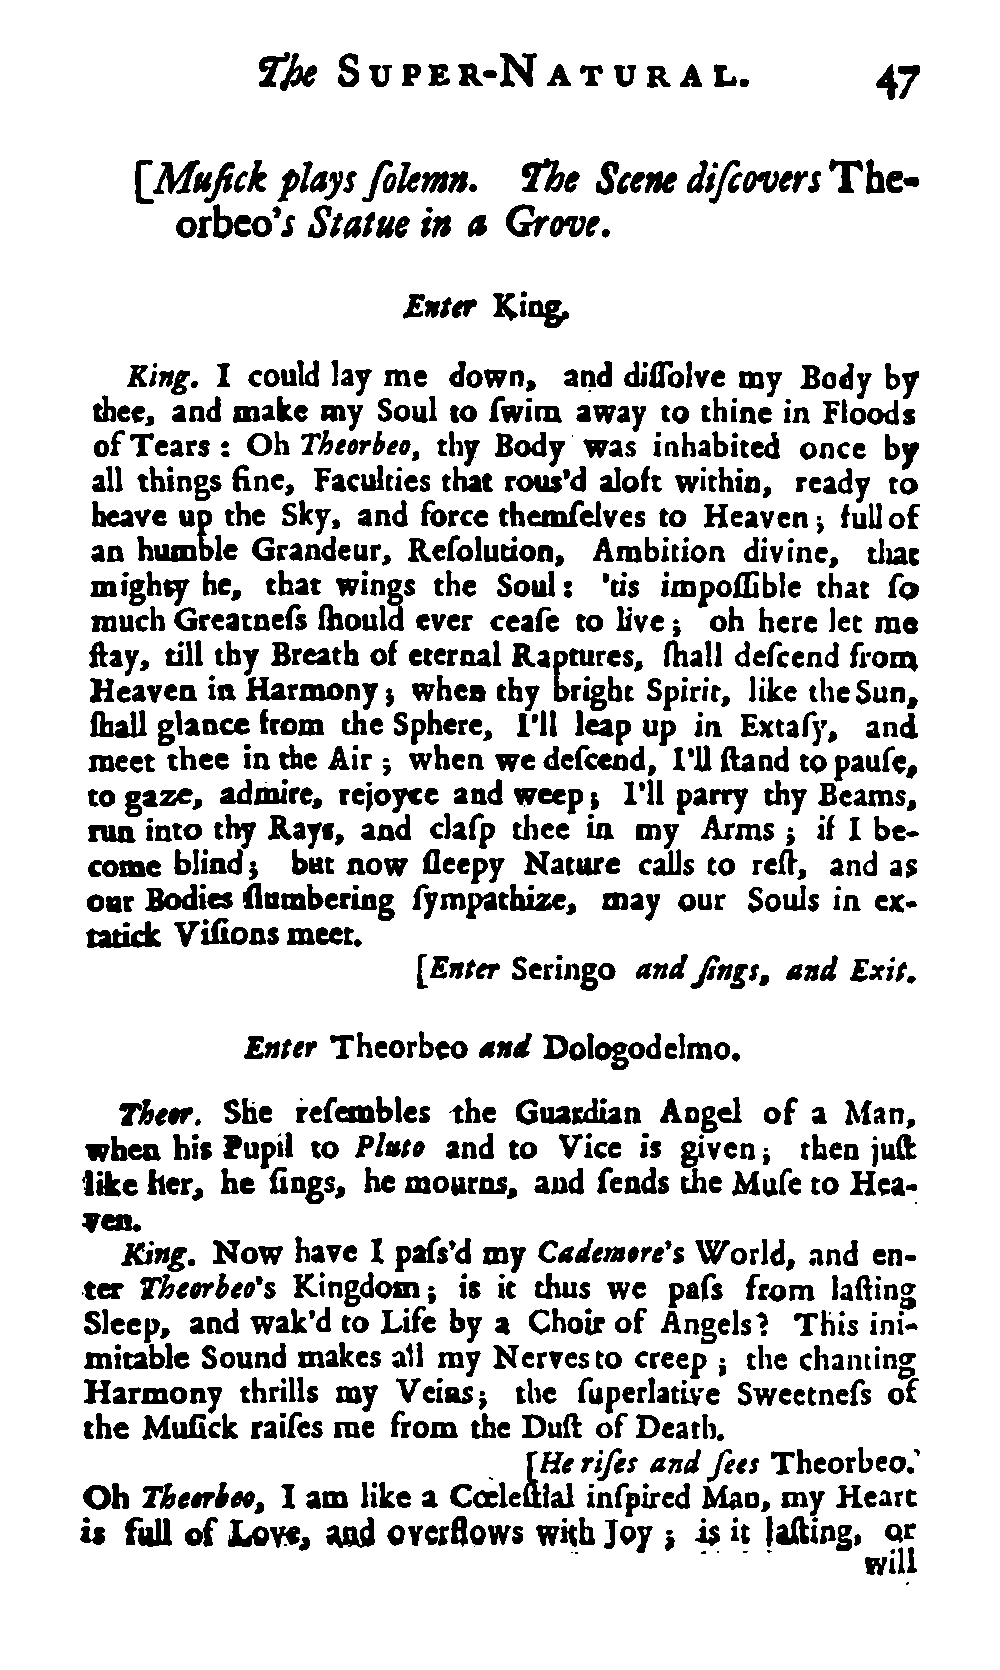 The SUPER-NATURAL. 47
[Muſick plays ſolemn. The Scene diſcovers The-
orbeo's Statue in a Grove.
Enter King.
King. I could lay me down, and diſſolve my Body by
thee, and make my Soul to ſwim away to thine in Floods
of Tears : Oh Theorbeo, thy Body was inhabited once by
all things fine, Faculties that rous'd aloft within, ready to
heave up the Sky, and force themſelves to Heaven ; full of
an humble Grandeur, Reſolution, Ambition divine, that
mighty he, that wings the Soul : 'tis impoſſible that ſo
much Greatneſs ſhould ever ceaſe to live ; oh here let me
ſtay, till thy Breath of eternal Raptures, ſhall deſcend from
Heaven in Harmony ; when thy bright Spirit, like the Sun,
ſhall glance from the Sphere, I'll leap up in Extaſy, and
meet thee in the Air ; when we deſcend, I'll ſtand to pauſe,
to gaze, admire, rejoyce and weep ; I'll parry thy Beams,
run into thy Rays, and claſp thee in my Arms ; if I be-
come blind ; but now ſleepy Nature calls to reſt, and as
our Bodies ſlumbering ſympathize, may our Souls in ex-
tatick Viſions meet.
[Enter Seringo and ſings, and Exit.
Enter Theorbeo and Dologodelmo.
Theor. She reſembles the Guardian Angel of a Man,
when his Pupil to Pluto and to Vice is given ; then juſt
like her, he ſings, he mourns, and ſends the Muſe to Hea-
ven.
King. Now have I paſs'd my Cademore's World, and en-
ter Theorbeo's Kingdom ; is it thus we paſs from laſting
Sleep, and wak'd to Life by a Choir of Angels? This ini-
mitable Sound makes all my Nerves to creep ; the chanting
Harmony thrills my Veins ; the ſuperlative Sweetneſs of
the Muſick raiſes me from the Duſt of Death.
[He riſes and ſees Theorbeo.
Oh Theorbeo, I am like a Cœleſtial inſpired Man, my Heart
is full of Love, and overflows with Joy ; is it laſting, or
will